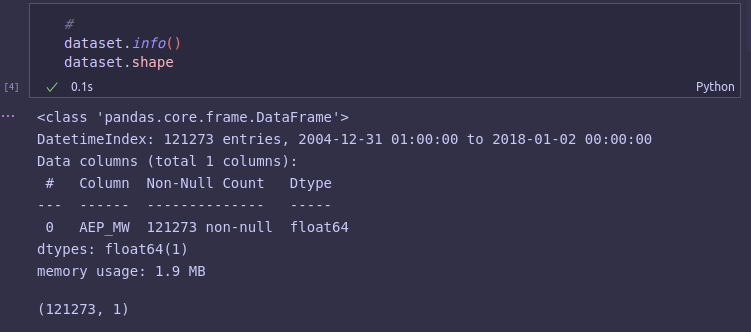 #
dataset.info()
dataset.shape
[4]
0.1s
Python
...
<class 'pandas.core.frame.DataFrame'>
DatetimeIndex: 121273 entries, 2004-12-31 01:00:00 to 2018-01-02 00:00:00
Data columns (total 1 columns):
 #   Column  Non-Null Count   Dtype
---  ------  --------------   -----
 0   AEP_MW  121273 non-null  float64
dtypes: float64(1)
memory usage: 1.9 MB
(121273, 1)